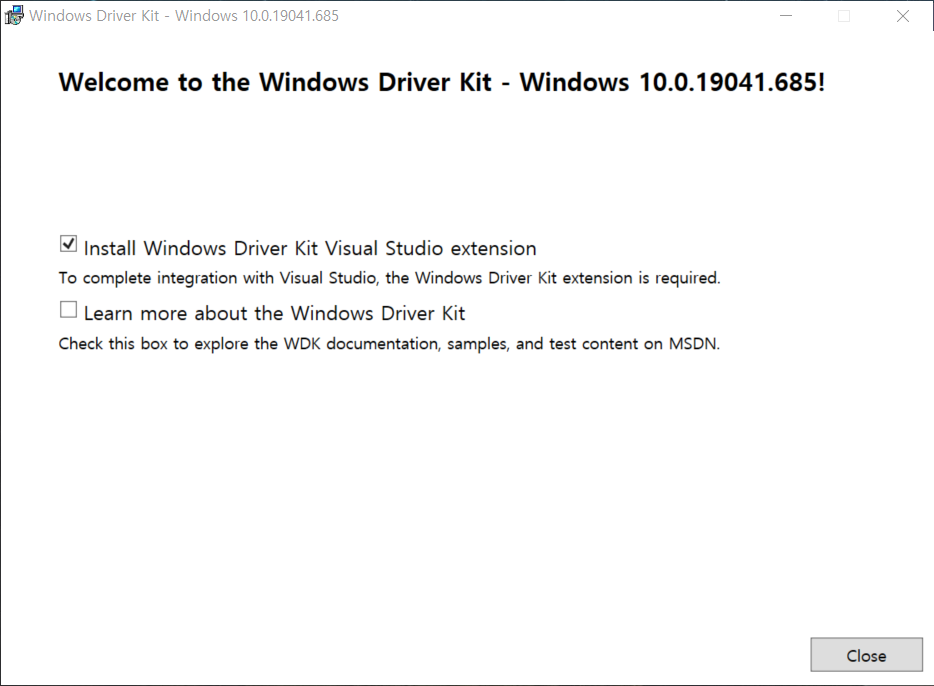 Windows Driver Kit - Windows 10.0.19041.685
Welcome to the Windows Driver Kit - Windows 10.0.19041.685!
Install Windows Driver Kit Visual Studio extension
To complete integration with Visual Studio, the Windows Driver Kit extension is required.
Learn more about the Windows Driver Kit
Check this box to explore the WDK documentation, samples, and test content on MSDN.
Close